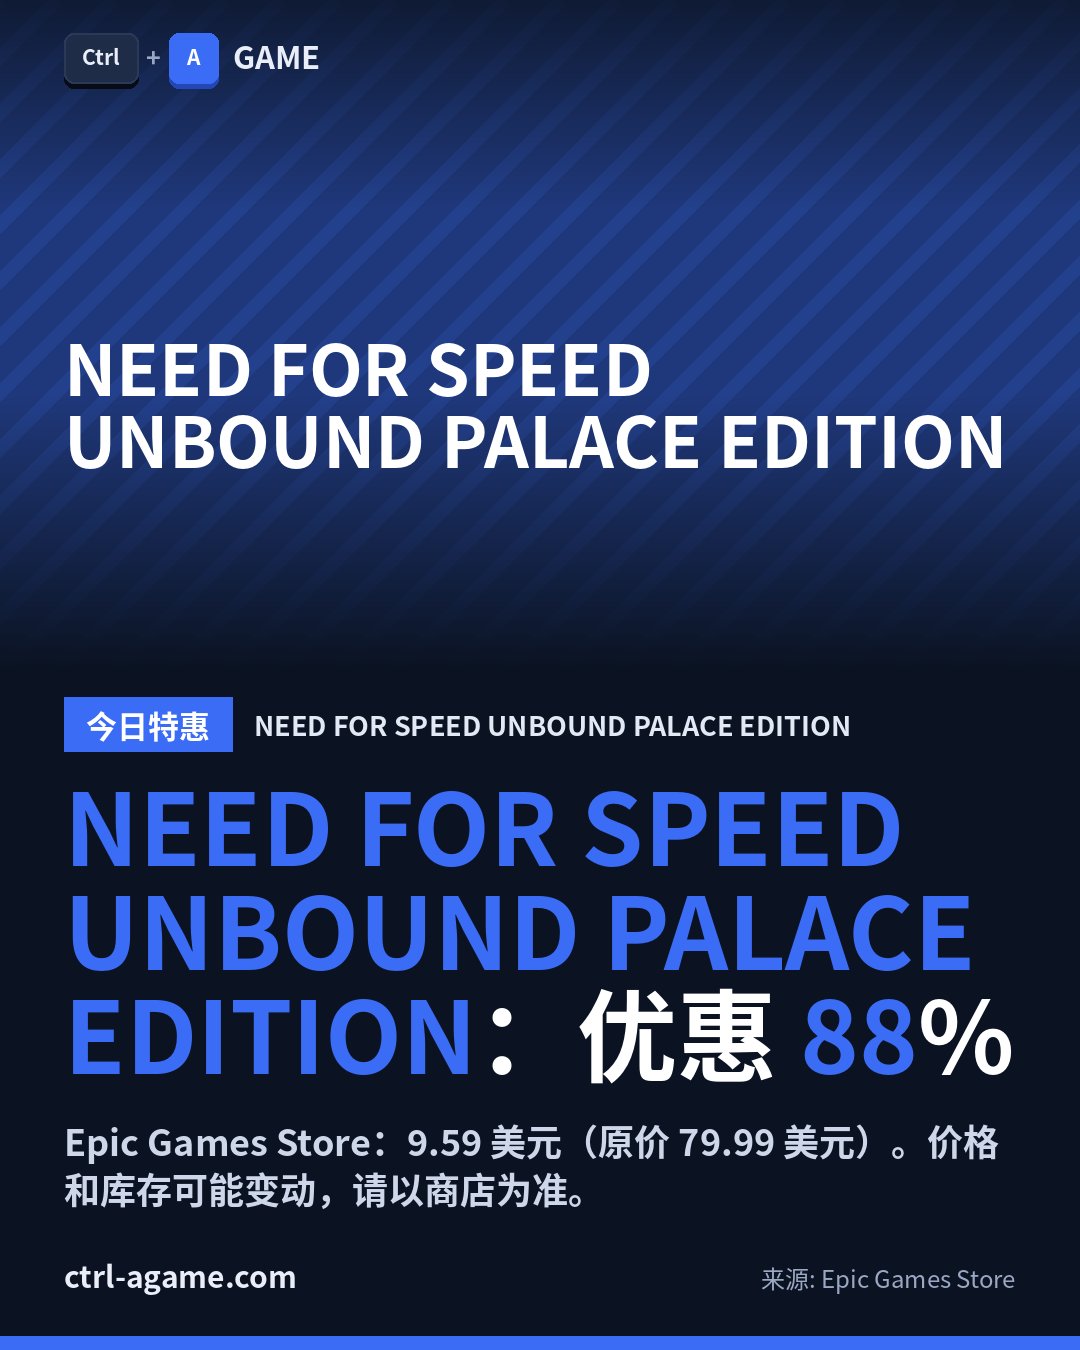 Ctrl + A GAME
NEED FOR SPEED
UNBOUND PALACE EDITION
今日特惠 NEED FOR SPEED UNBOUND PALACE EDITION
NEED FOR SPEED
UNBOUND PALACE
EDITION：优惠 88%
Epic Games Store：9.59 美元（原价 79.99 美元）。价格
和库存可能变动，请以商店为准。
ctrl-agame.com
来源: Epic Games Store